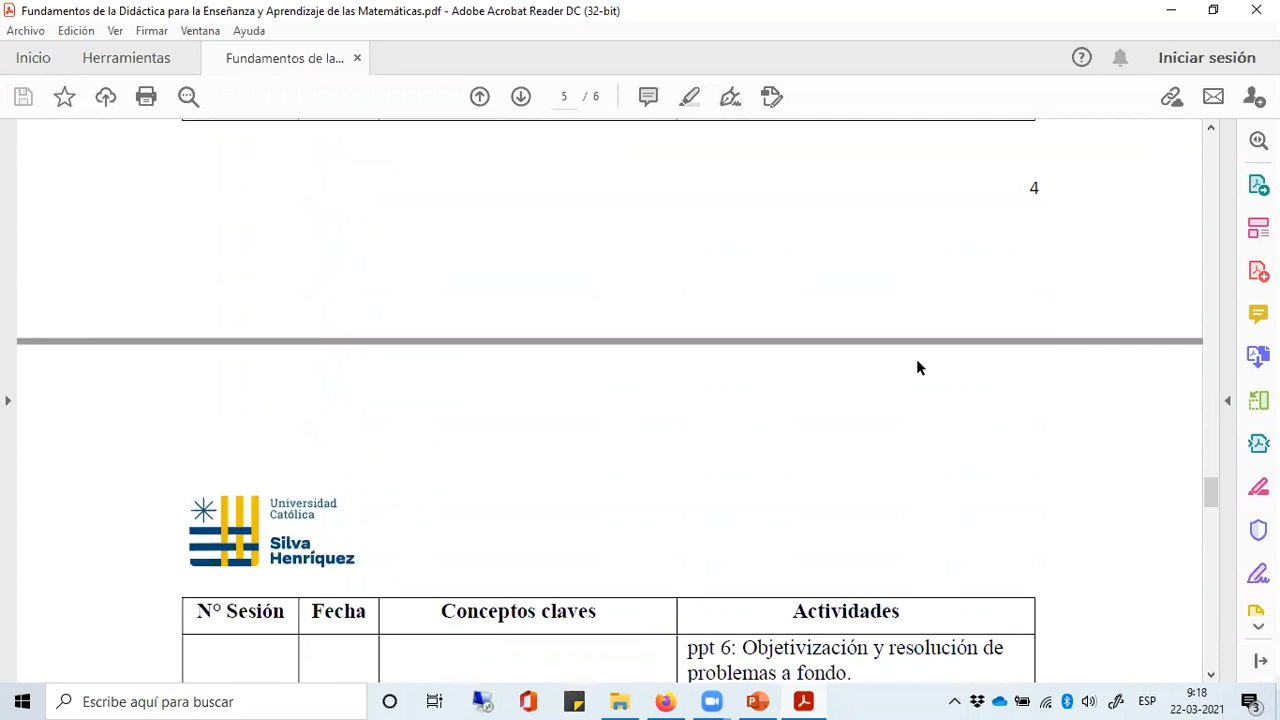 Fundamentos de la Didáctica para la Enseñanza y Aprendizaje de las Matemáticas.pdf - Adobe Acrobat Reader DC (32-bit)
Archivo Edición Ver Firmar Ventana Ayuda
Inicio Herramientas Fundamentos de la... × Iniciar sesión
5 / 6
4
Universidad
Católica
Silva
Henríquez
N° Sesión Fecha Conceptos claves Actividades
ppt 6: Objetivización y resolución de
problemas a fondo.
Escribe aquí para buscar
ESP
9:18
22-03-2021
3